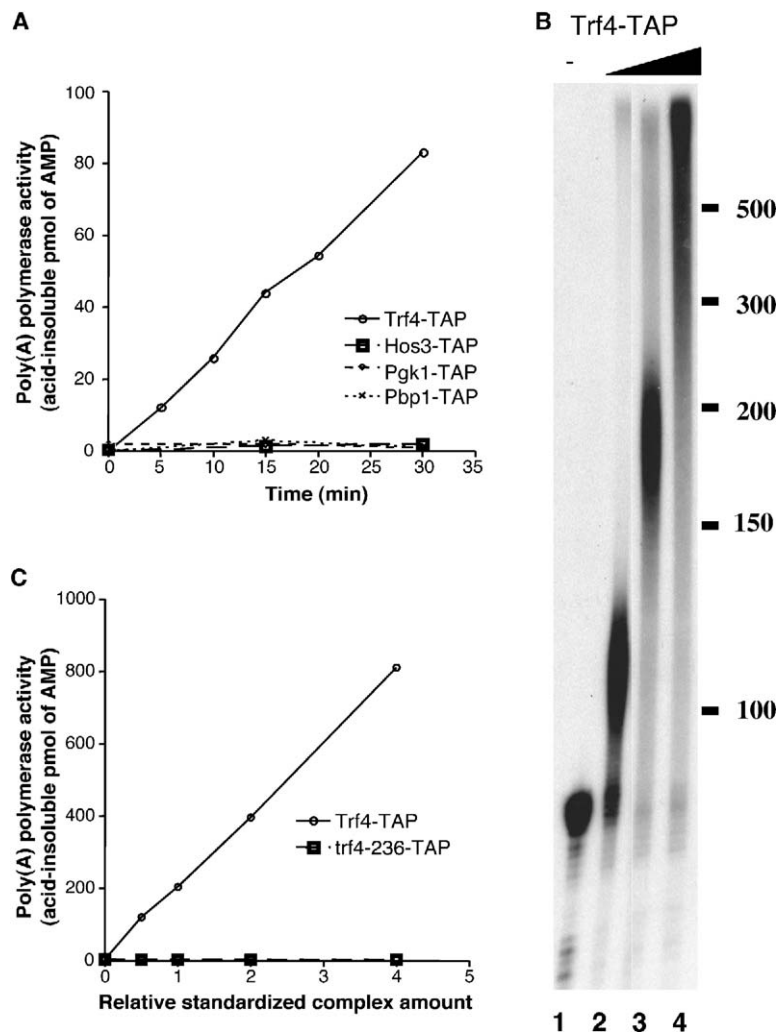 A
Poly(A) polymerase activity
(acid-insoluble pmol of AMP)
100
80
60
40
20
0
0 5 10 15 20 25 30 35
Time (min)
Trf4-TAP
Hos3-TAP
Pgk1-TAP
Pbp1-TAP
B
Trf4-TAP
-
500
300
200
150
100
1 2 3 4
C
Poly(A) polymerase activity
(acid-insoluble pmol of AMP)
1000
800
600
400
200
0
0 1 2 3 4 5
Relative standardized complex amount
Trf4-TAP
trf4-236-TAP